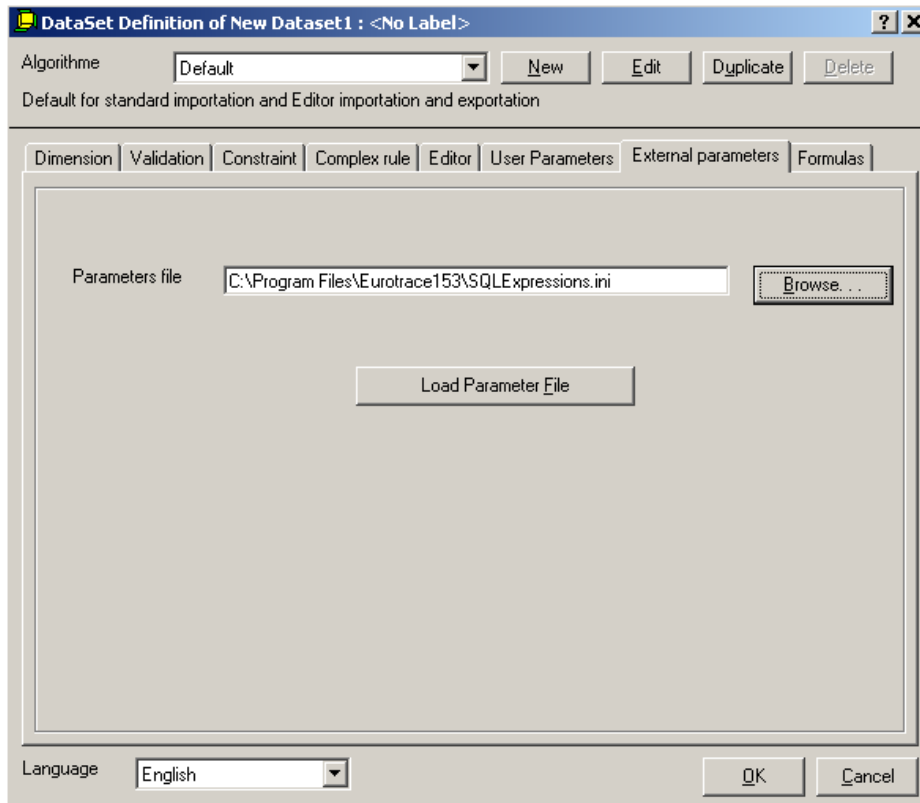 DataSet Definition of New Dataset1 : <No Label>
Algorithme Default New Edit Duplicate Delete
Default for standard importation and Editor importation and exportation
Dimension Validation Constraint Complex rule Editor User Parameters External parameters Formulas
Parameters file C:\Program Files\Eurotrace153\SQLExpressions.ini Browse. . .
Load Parameter File
Language English OK Cancel